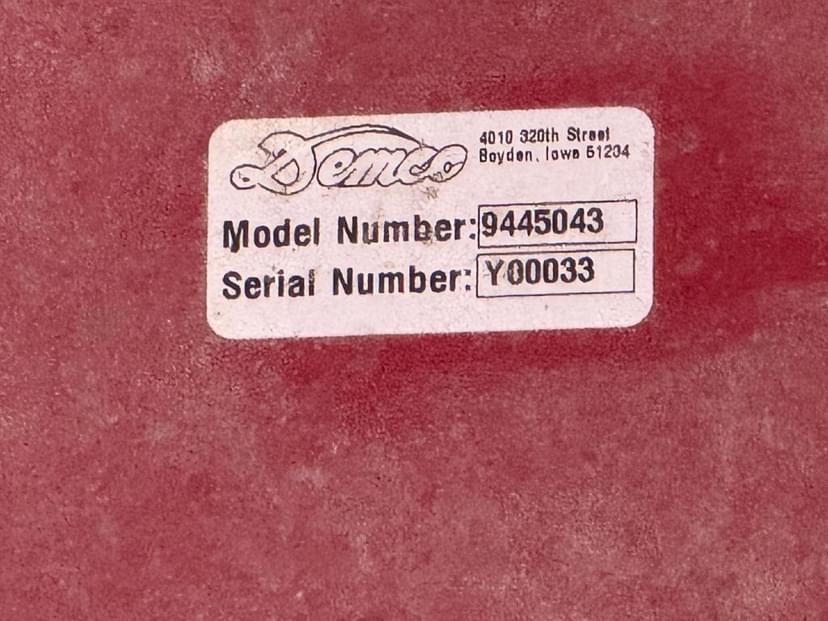 Demco
4010 320th Street
Boyden, Iowa 51234
Model Number: 9445043
Serial Number: Y00033